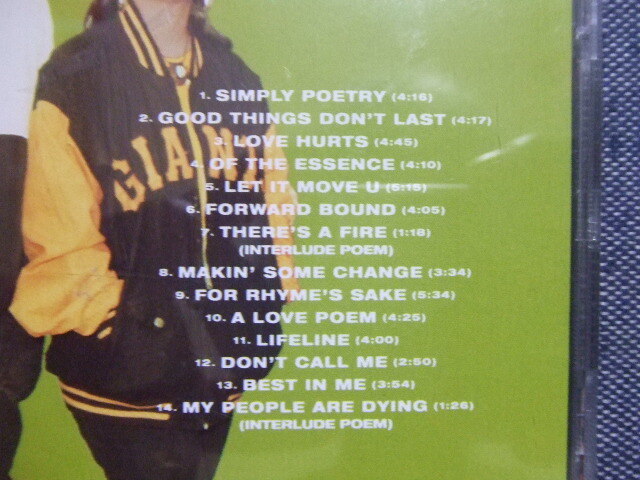 1. SIMPLY POETRY (4:16)
2. GOOD THINGS DON'T LAST (4:17)
3. LOVE HURTS (4:45)
4. OF THE ESSENCE (4:10)
5. LET IT MOVE U (5:15)
6. FORWARD BOUND (4:05)
7. THERE'S A FIRE (1:18)
(INTERLUDE POEM)
8. MAKIN' SOME CHANGE (3:34)
9. FOR RHYME'S SAKE (5:34)
10. A LOVE POEM (4:25)
11. LIFELINE (4:00)
12. DON'T CALL ME (2:50)
13. BEST IN ME (3:54)
14. MY PEOPLE ARE DYING (1:26)
(INTERLUDE POEM)